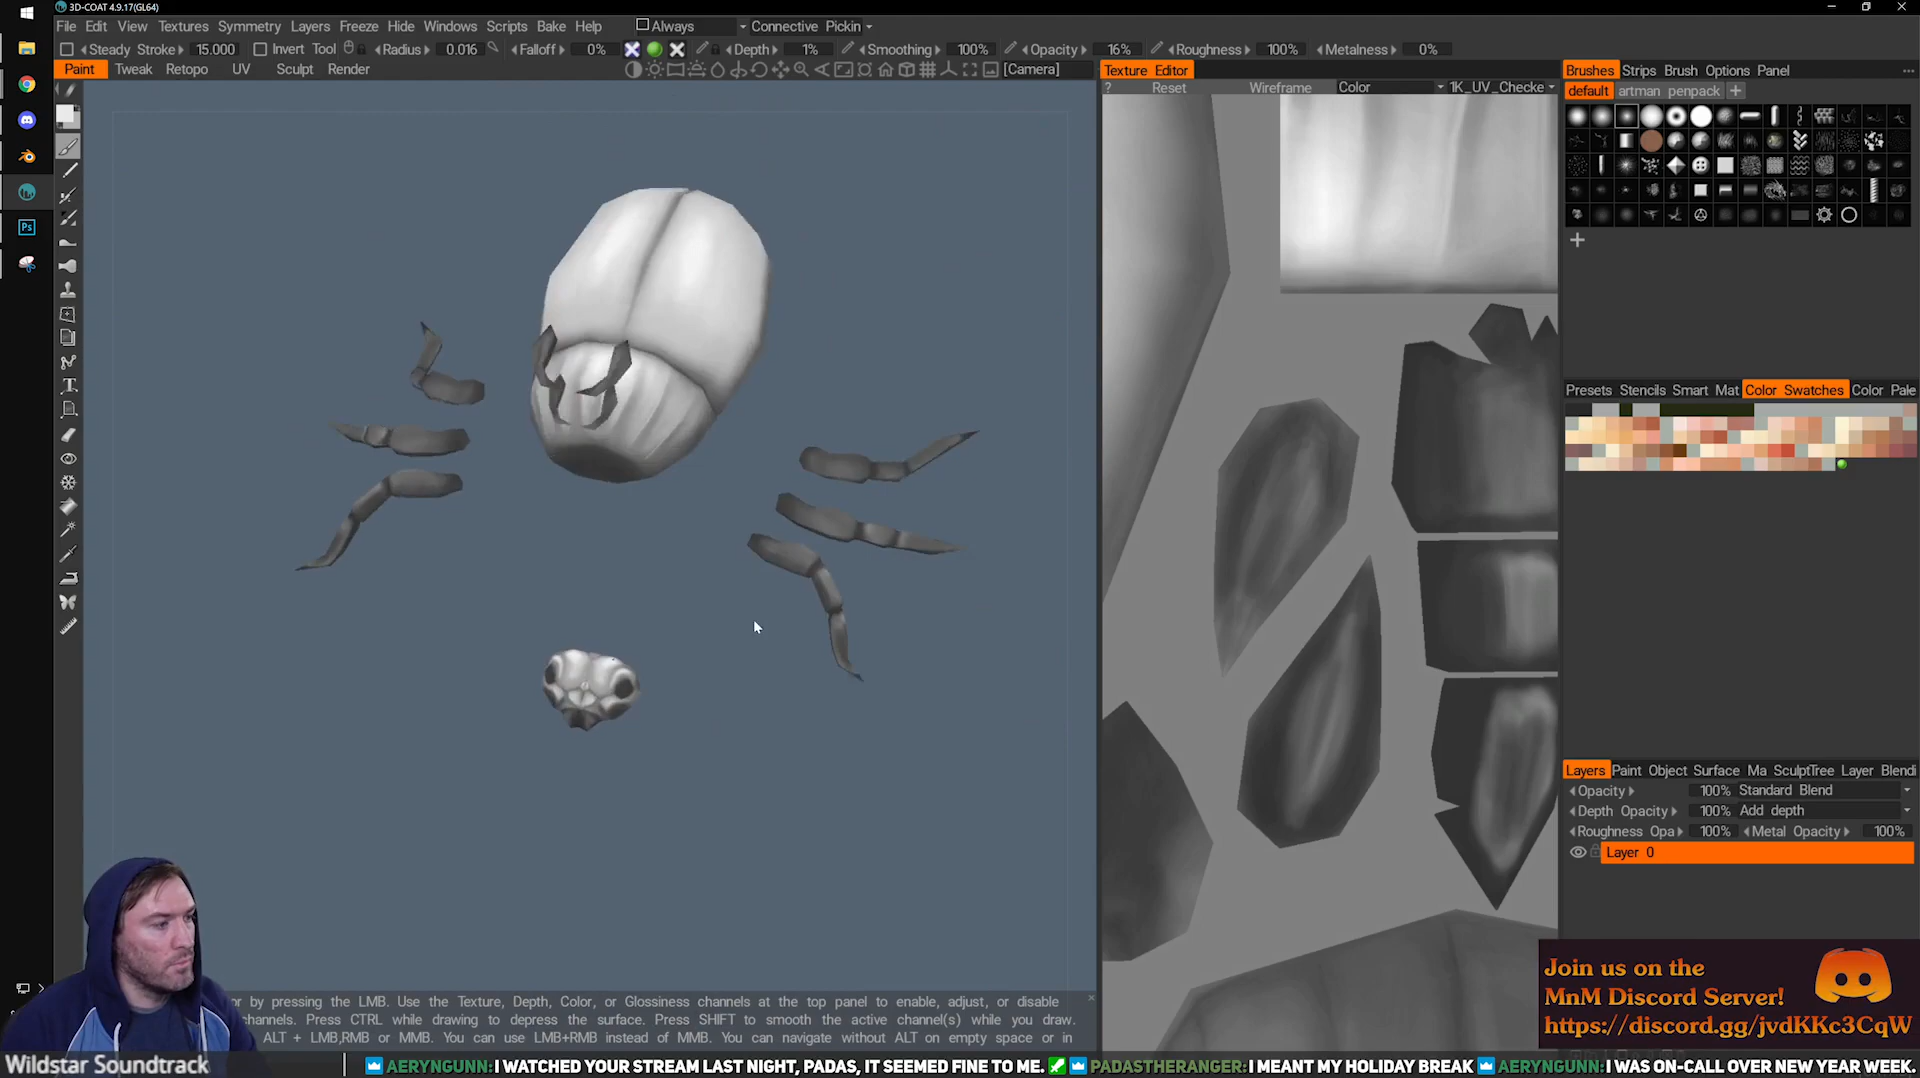 3D-COAT 4.9.17(GL64)
File Edit View Textures Symmetry Layers Freeze Hide Windows Scripts Bake Help Always Connective Pickin
Steady Stroke 15.000 Invert Tool Radius 0.016 Falloff 0% Depth 1% Smoothing 100% Opacity 16% Roughness 100% Metalness 0%
Paint Tweak Retopo UV Sculpt Render [Camera]
Texture Editor
? Reset Wireframe Color 1K_UV_Checke
Brushes Strips Brush Options Panel
default artman penpack
Presets Stencils Smart Mat Color Swatches Color Pale
Layers Paint Object Surface Ma SculptTree Layer Blendi
Opacity 100% Standard Blend
Depth Opacity 100% Add depth
Roughness Opa 100% Metal Opacity 100%
Layer 0
Ps
or by pressing the LMB. Use the Texture, Depth, Color, or Glossiness channels at the top panel to enable, adjust, or disable
hannels. Press CTRL while drawing to depress the surface. Press SHIFT to smooth the active channel(s) while you draw.
ALT + LMB,RMB or MMB. You can use LMB+RMB instead of MMB. You can navigate without ALT on empty space or in
Join us on the
MnM Discord Server!
https://discord.gg/jvdKKc3CqW
Wildstar Soundtrack
AERYNGUNN: I WATCHED YOUR STREAM LAST NIGHT, PADAS, IT SEEMED FINE TO ME. PADASTHERANGER: I MEANT MY HOLIDAY BREAK AERYNGUNN: I WAS ON-CALL OVER NEW YEAR WEEK.